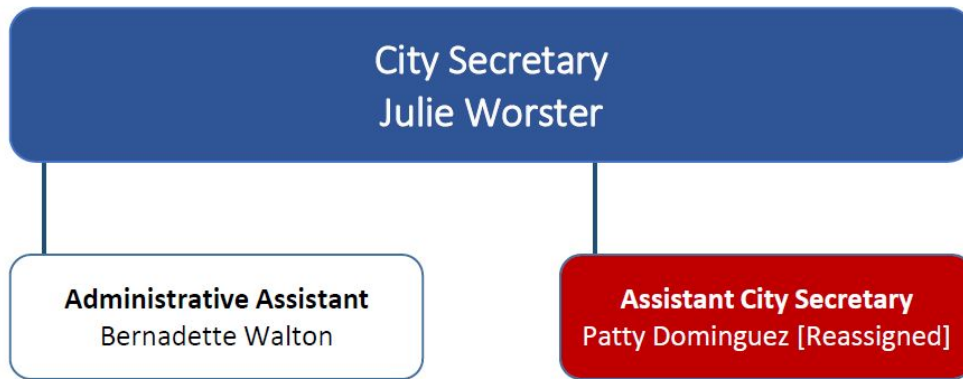 City Secretary
Julie Worster
Administrative Assistant
Bernadette Walton
Assistant City Secretary
Patty Dominguez [Reassigned]